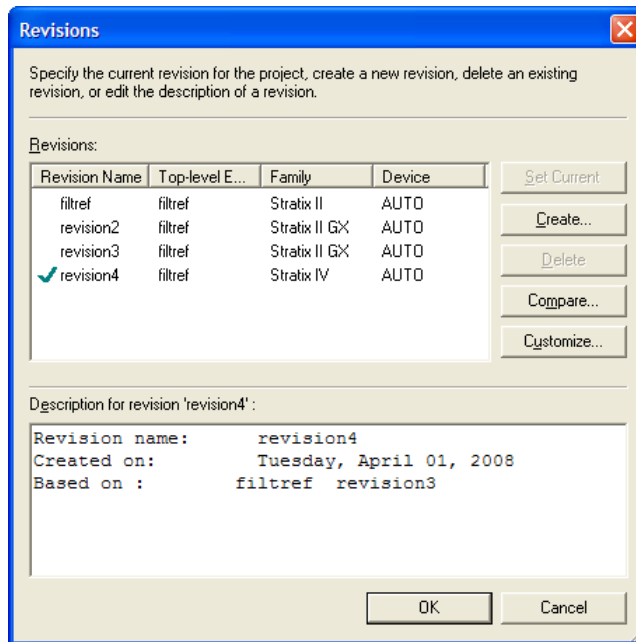 Revisions
Specify the current revision for the project, create a new revision, delete an existing
revision, or edit the description of a revision.
Revisions:
Revision Name Top-level E... Family Device
filtref filtref Stratix II AUTO
revision2 filtref Stratix II GX AUTO
revision3 filtref Stratix II GX AUTO
revision4 filtref Stratix IV AUTO
Set Current
Create...
Delete
Compare...
Customize...
Description for revision 'revision4' :
Revision name: revision4
Created on: Tuesday, April 01, 2008
Based on : filtref revision3
OK Cancel